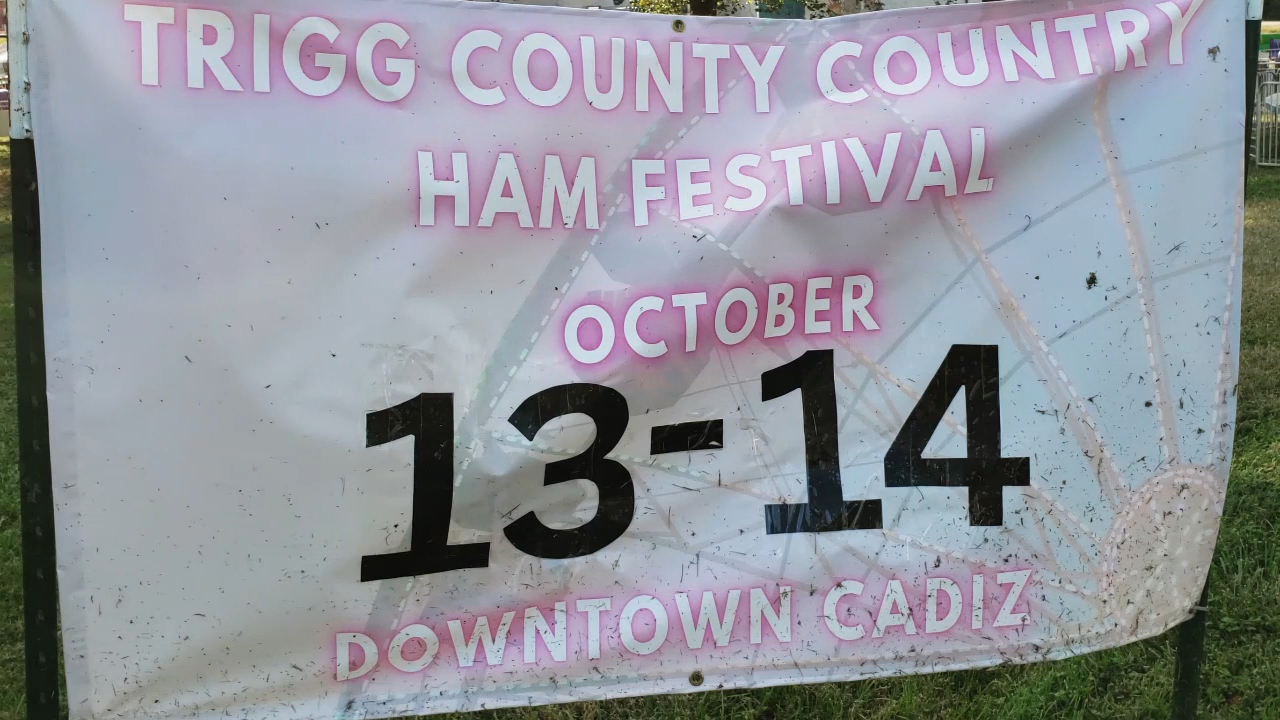 TRIGG COUNTY COUNTRY
HAM FESTIVAL
OCTOBER
13-14
DOWNTOWN CADIZ